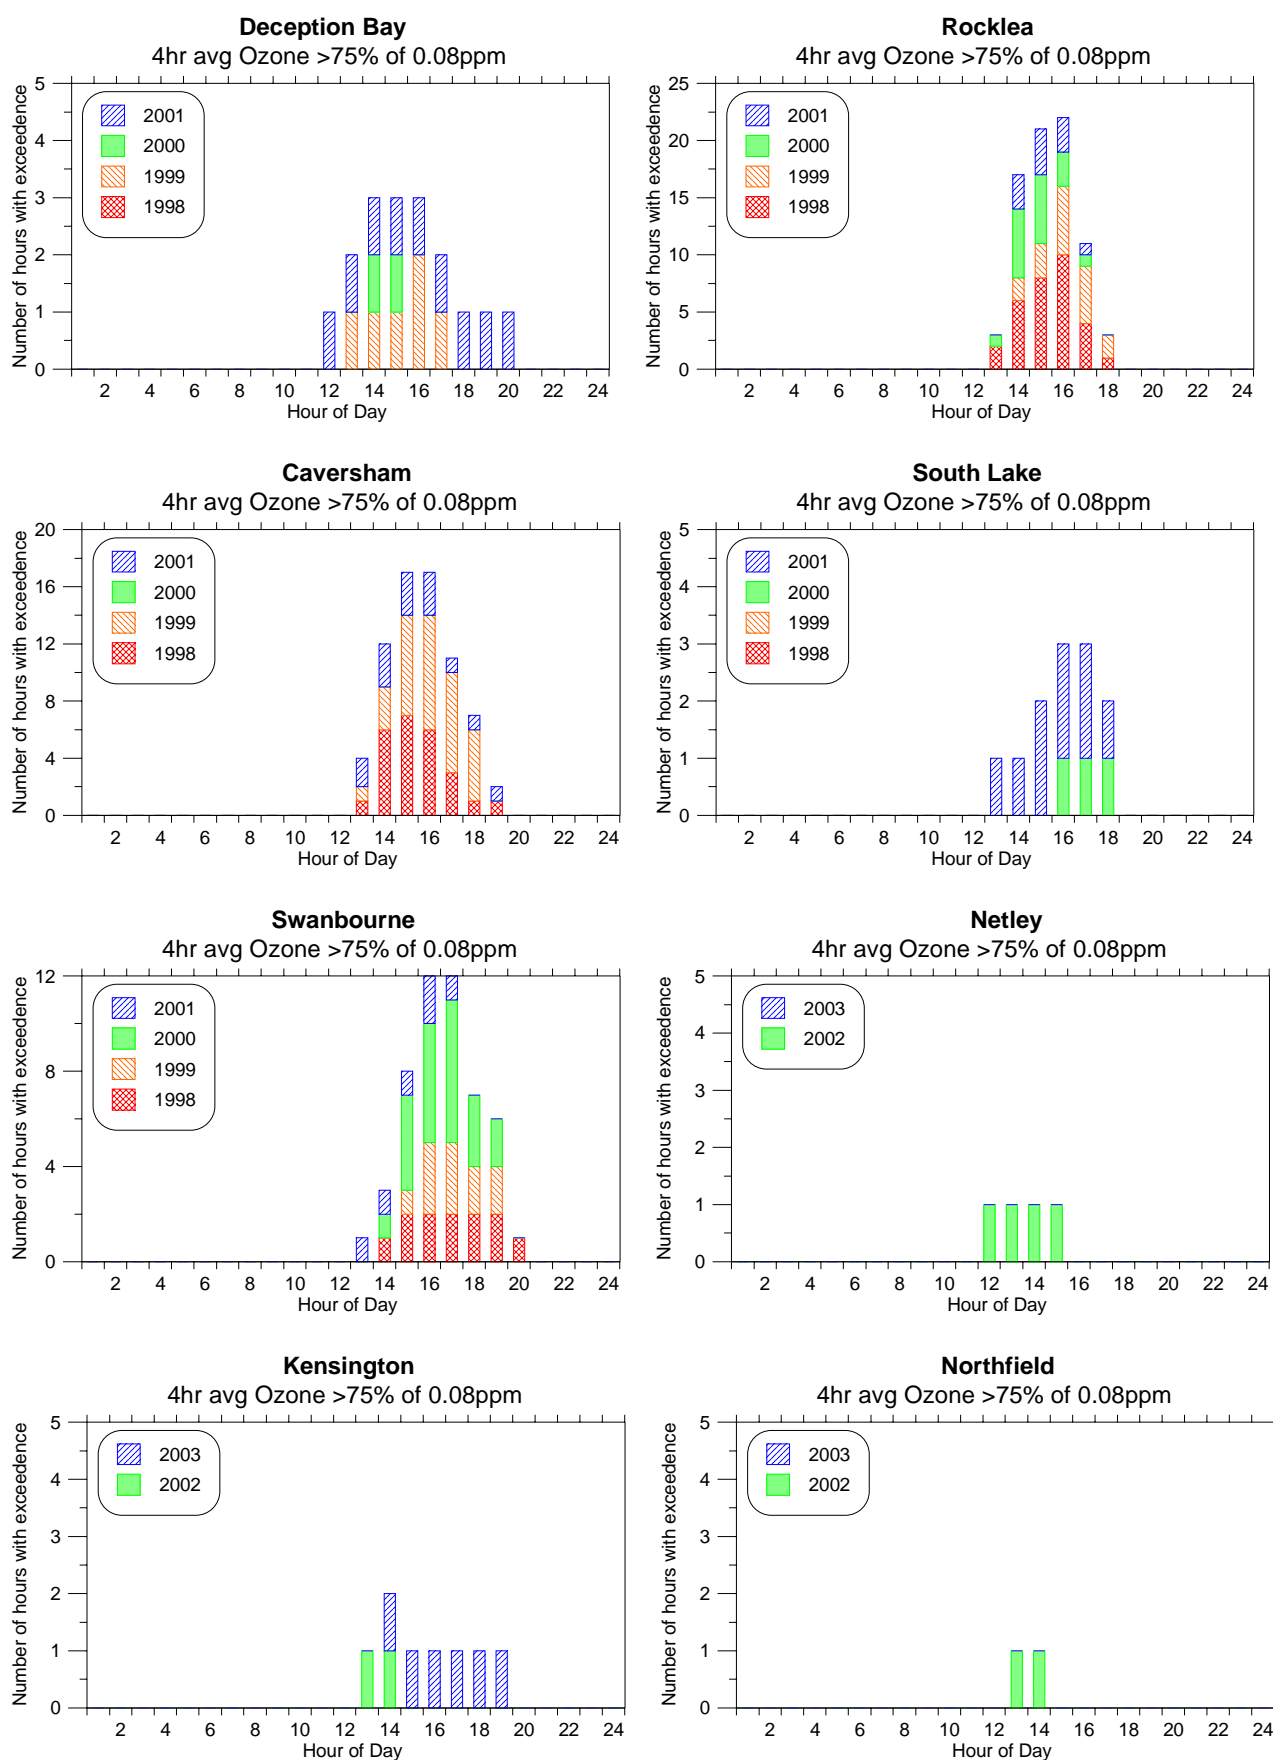 Deception Bay
4hr avg Ozone >75% of 0.08ppm
Number of hours with exceedence
5
4
3
2
1
0
2001
2000
1999
1998
2 4 6 8 10 12 14 16 18 20 22 24
Hour of Day
Rocklea
4hr avg Ozone >75% of 0.08ppm
Number of hours with exceedence
25
20
15
10
5
0
2001
2000
1999
1998
2 4 6 8 10 12 14 16 18 20 22 24
Hour of Day
Caversham
4hr avg Ozone >75% of 0.08ppm
Number of hours with exceedence
20
16
12
8
4
0
2001
2000
1999
1998
2 4 6 8 10 12 14 16 18 20 22 24
Hour of Day
South Lake
4hr avg Ozone >75% of 0.08ppm
Number of hours with exceedence
5
4
3
2
1
0
2001
2000
1999
1998
2 4 6 8 10 12 14 16 18 20 22 24
Hour of Day
Swanbourne
4hr avg Ozone >75% of 0.08ppm
Number of hours with exceedence
12
8
4
0
2001
2000
1999
1998
2 4 6 8 10 12 14 16 18 20 22 24
Hour of Day
Netley
4hr avg Ozone >75% of 0.08ppm
Number of hours with exceedence
5
4
3
2
1
0
2003
2002
2 4 6 8 10 12 14 16 18 20 22 24
Hour of Day
Kensington
4hr avg Ozone >75% of 0.08ppm
Number of hours with exceedence
5
4
3
2
1
0
2003
2002
2 4 6 8 10 12 14 16 18 20 22 24
Hour of Day
Northfield
4hr avg Ozone >75% of 0.08ppm
Number of hours with exceedence
5
4
3
2
1
0
2003
2002
2 4 6 8 10 12 14 16 18 20 22 24
Hour of Day